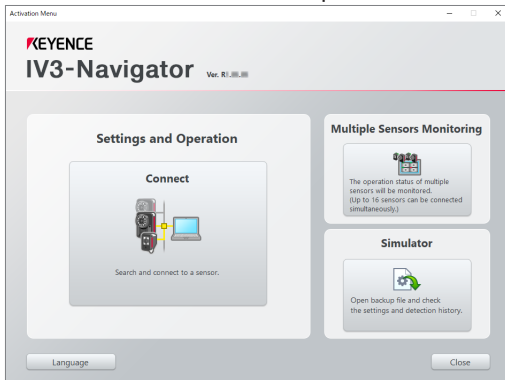 Activation Menu
KEYENCE
IV3-Navigator Ver. R
Settings and Operation
Connect
Search and connect to a sensor.
Multiple Sensors Monitoring
The operation status of multiple
sensors will be monitored.
(Up to 16 sensors can be connected
simultaneously.)
Simulator
Open backup file and check
the settings and detection history.
Language
Close